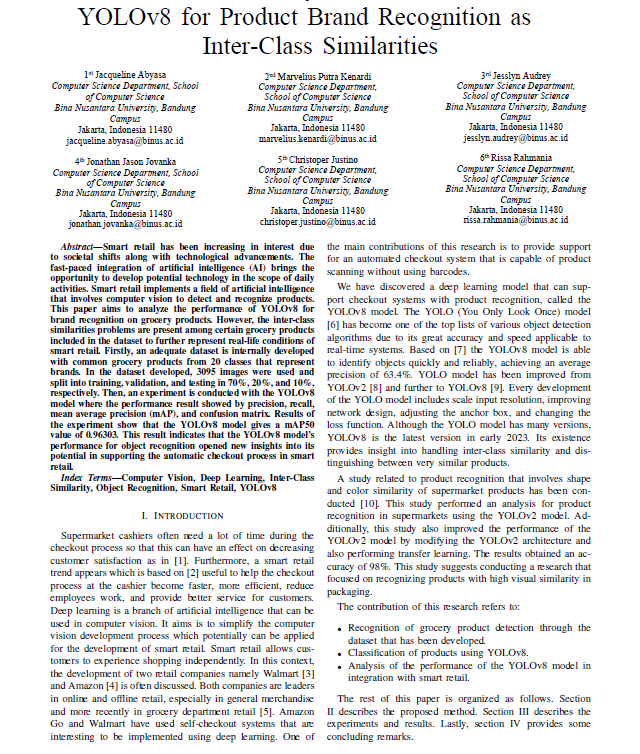 YOLOv8 for Product Brand Recognition as
Inter-Class Similarities
1st Jacqueline Abyasa
Computer Science Department, School
of Computer Science
Bina Nusantara University, Bandung
Campus
Jakarta, Indonesia 11480
jacqueline.abyasa@binus.ac.id
2nd Marvelius Putra Kenardi
Computer Science Department,
School of Computer Science
Bina Nusantara University, Bandung
Campus
Jakarta, Indonesia 11480
marvelius.kenardi@binus.ac.id
3rd Jesslyn Audrey
Computer Science Department,
School of Computer Science
Bina Nusantara University, Bandung
Campus
Jakarta, Indonesia 11480
jesslyn.audrey@binus.ac.id
4th Jonathan Jason Jovanka
Computer Science Department, School
of Computer Science
Bina Nusantara University, Bandung
Campus
Jakarta, Indonesia 11480
jonathan.jovanka@binus.ac.id
5th Christoper Justino
Computer Science Department,
School of Computer Science
Bina Nusantara University, Bandung
Campus
Jakarta, Indonesia 11480
christoper.justino@binus.ac.id
6th Rissa Rahmania
Computer Science Department,
School of Computer Science
Bina Nusantara University, Bandung
Campus
Jakarta, Indonesia 11480
rissa.rahmania@binus.ac.id
Abstract—Smart retail has been increasing in interest due
to societal shifts along with technological advancements. The
fast-paced integration of artificial intelligence (AI) brings the
opportunity to develop potential technology in the scope of daily
activities. Smart retail implements a field of artificial intelligence
that involves computer vision to detect and recognize products.
This paper aims to analyze the performance of YOLOv8 for
brand recognition on grocery products. However, the inter-class
similarities problems are present among certain grocery products
included in the dataset to further represent real-life conditions of
smart retail. Firstly, an adequate dataset is internally developed
with common grocery products from 20 classes that represent
brands. In the dataset developed, 3095 images were used and
split into training, validation, and testing in 70%, 20%, and 10%,
respectively. Then, an experiment is conducted with the YOLOv8
model where the performance result showed by precision, recall,
mean average precision (mAP), and confusion matrix. Results of
the experiment show that the YOLOv8 model gives a mAP50
value of 0.96303. This result indicates that the YOLOv8 model's
performance for object recognition opened new insights into its
potential in supporting the automatic checkout process in smart
retail.
Index Terms—Computer Vision, Deep Learning, Inter-Class
Similarity, Object Recognition, Smart Retail, YOLOv8
I. INTRODUCTION
Supermarket cashiers often need a lot of time during the
checkout process so that this can have an effect on decreasing
customer satisfaction as in [1]. Furthermore, a smart retail
trend appears which is based on [2] useful to help the checkout
process at the cashier become faster, more efficient, reduce
employees work, and provide better service for customers.
Deep learning is a branch of artificial intelligence that can be
used in computer vision. It aims is to simplify the computer
vision development process which potentially can be applied
for the development of smart retail. Smart retail allows cus-
tomers to experience shopping independently. In this context,
the development of two retail companies namely Walmart [3]
and Amazon [4] is often discussed. Both companies are leaders
in online and offline retail, especially in general merchandise
and more recently in grocery department retail [5]. Amazon
Go and Walmart have used self-checkout systems that are
interesting to be implemented using deep learning. One of
the main contributions of this research is to provide support
for an automated checkout system that is capable of product
scanning without using barcodes.
We have discovered a deep learning model that can sup-
port checkout systems with product recognition, called the
YOLOv8 model. The YOLO (You Only Look Once) model
[6] has become one of the top lists of various object detection
algorithms due to its great accuracy and speed applicable to
real-time systems. Based on [7] the YOLOv8 model is able
to identify objects quickly and reliably, achieving an average
precision of 63.4%. YOLO model has been improved from
YOLOv2 [8] and further to YOLOv8 [9]. Every development
of the YOLO model includes scale input resolution, improving
network design, adjusting the anchor box, and changing the
loss function. Although the YOLO model has many versions,
YOLOv8 is the latest version in early 2023. Its existence
provides insight into handling inter-class similarity and dis-
tinguishing between very similar products.
A study related to product recognition that involves shape
and color similarity of supermarket products has been con-
ducted [10]. This study performed an analysis for product
recognition in supermarkets using the YOLOv2 model. Ad-
ditionally, this study also improved the performance of the
YOLOv2 model by modifying the YOLOv2 architecture and
also performing transfer learning. The results obtained an ac-
curacy of 98%. This study suggests conducting a research that
focused on recognizing products with high visual similarity in
packaging.
The contribution of this research refers to:
• Recognition of grocery product detection through the
dataset that has been developed.
• Classification of products using YOLOv8.
• Analysis of the performance of the YOLOv8 model in
integration with smart retail.
The rest of this paper is organized as follows. Section
II describes the proposed method. Section III describes the
experiments and results. Lastly, section IV provides some
concluding remarks.